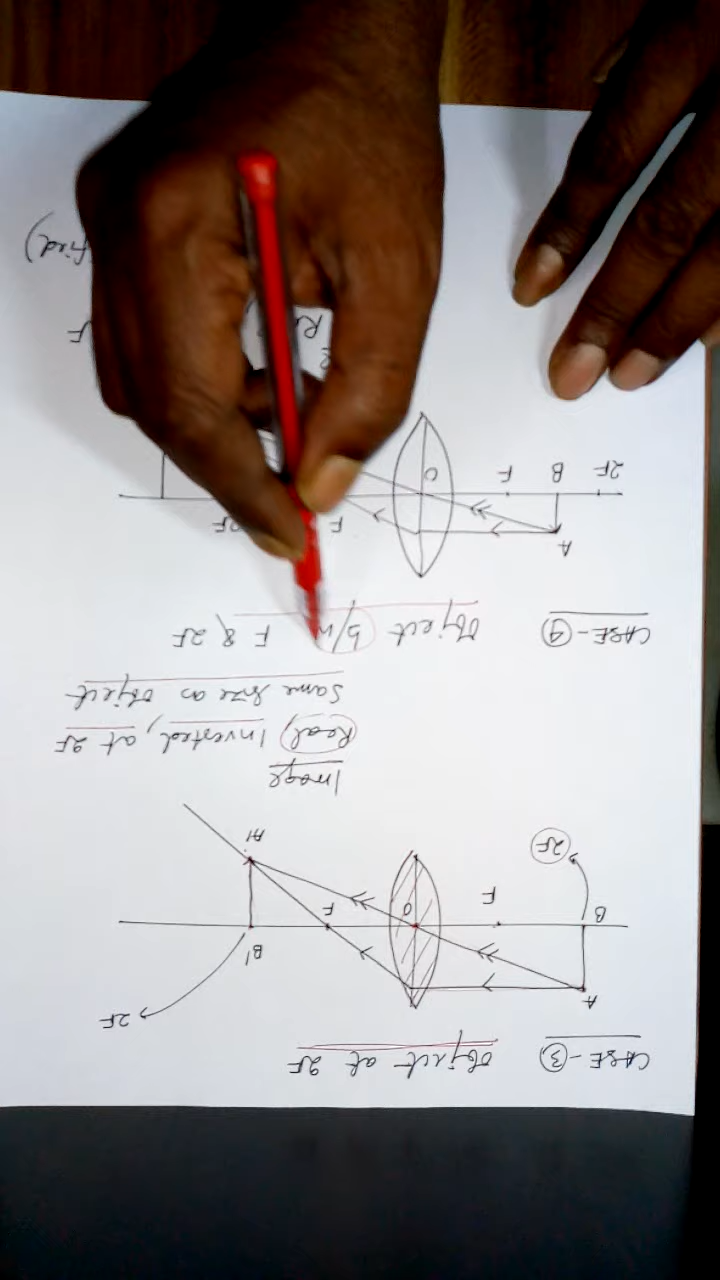 CASE-③ Object at 2F
A
B
2F
F
O
F
B'
A'
2F
Image
Real, Inverted, at 2F
Same size as object
CASE-④ Object b/w F & 2F
A
2F B F O
F 2F
F